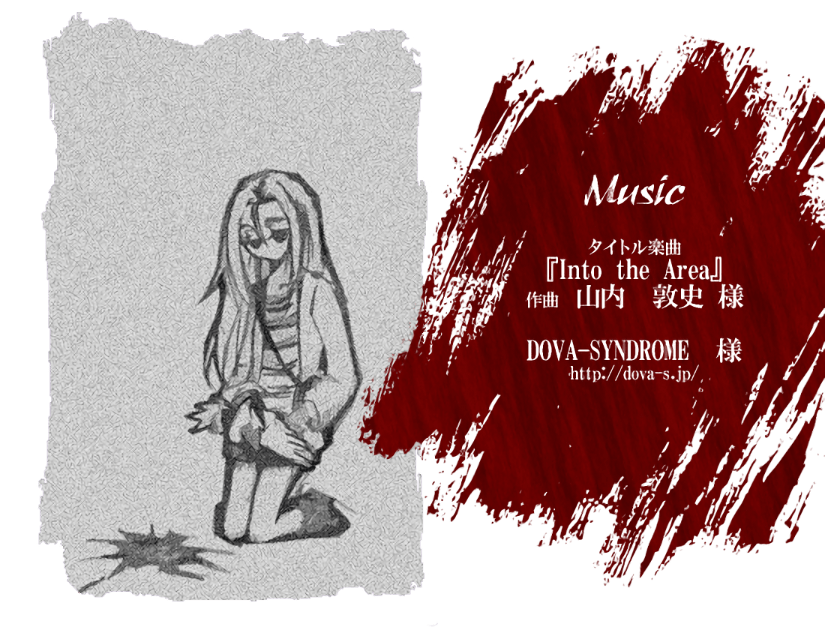 Music
タイトル楽曲
『Into the Area』
作曲 山内 敦史 様
DOVA-SYNDROME 様
http://dova-s.jp/